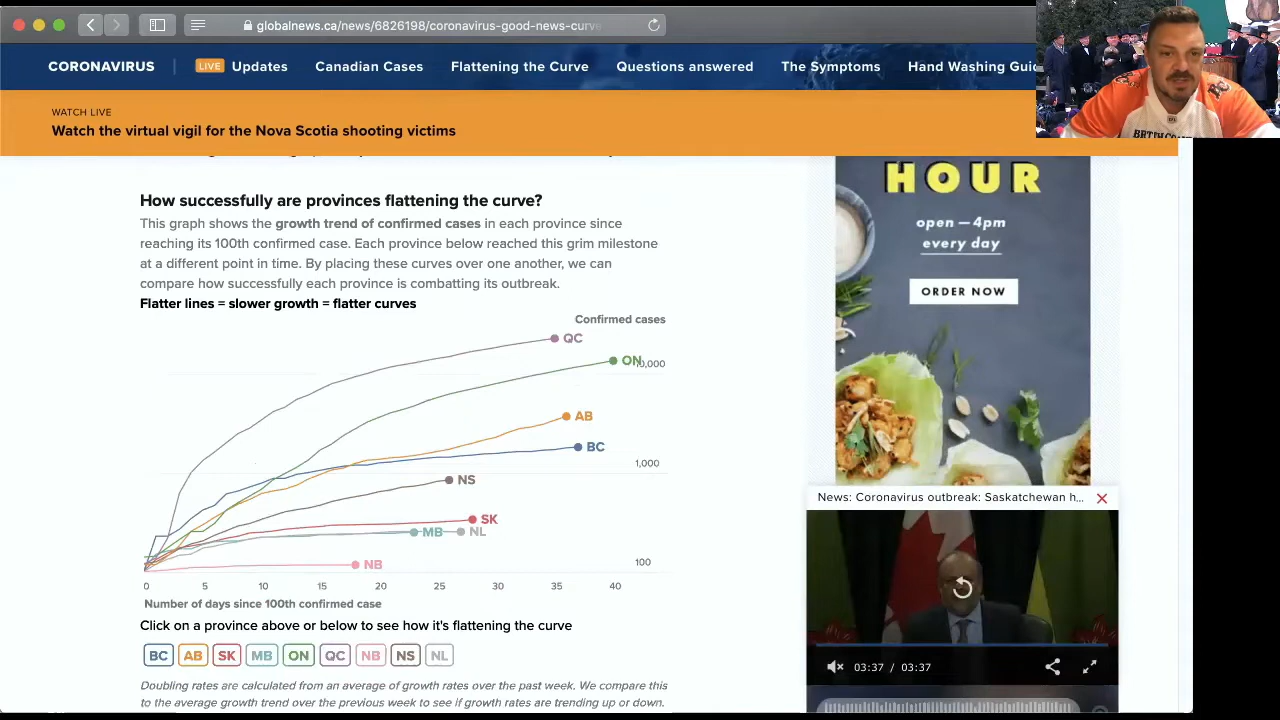 globalnews.ca/news/6826198/coronavirus-good-news-curve
CORONAVIRUS
LIVE Updates
Canadian Cases
Flattening the Curve
Questions answered
The Symptoms
Hand Washing
WATCH LIVE
Watch the virtual vigil for the Nova Scotia shooting victims
How successfully are provinces flattening the curve?
This graph shows the growth trend of confirmed cases in each province since
reaching its 100th confirmed case. Each province below reached this grim milestone
at a different point in time. By placing these curves over one another, we can
compare how successfully each province is combatting its outbreak.
Flatter lines = slower growth = flatter curves
Confirmed cases
QC
ON
AB
BC
1,000
NS
SK
MB
NL
NB
100
0 5 10 15 20 25 30 35 40
Number of days since 100th confirmed case
Click on a province above or below to see how it's flattening the curve
BC AB SK MB ON QC NB NS NL
Doubling rates are calculated from an average of growth rates over the past week. We compare this
to the average growth trend over the previous week to see if growth rates are trending up or down.
HOUR
open – 4pm
every day
ORDER NOW
News: Coronavirus outbreak: Saskatchewan h...
03:37 / 03:37